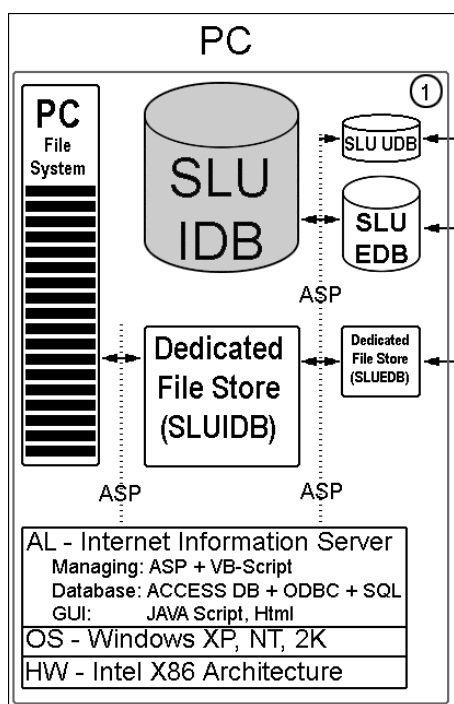 PC
1
PC
File
System
SLU
IDB
SLU UDB
SLU
EDB
ASP
Dedicated
File Store
(SLUIDB)
Dedicated
File Store
(SLUEDB)
ASP
ASP
AL - Internet Information Server
Managing: ASP + VB-Script
Database: ACCESS DB + ODBC + SQL
GUI: JAVA Script, Html
OS - Windows XP, NT, 2K
HW - Intel X86 Architecture